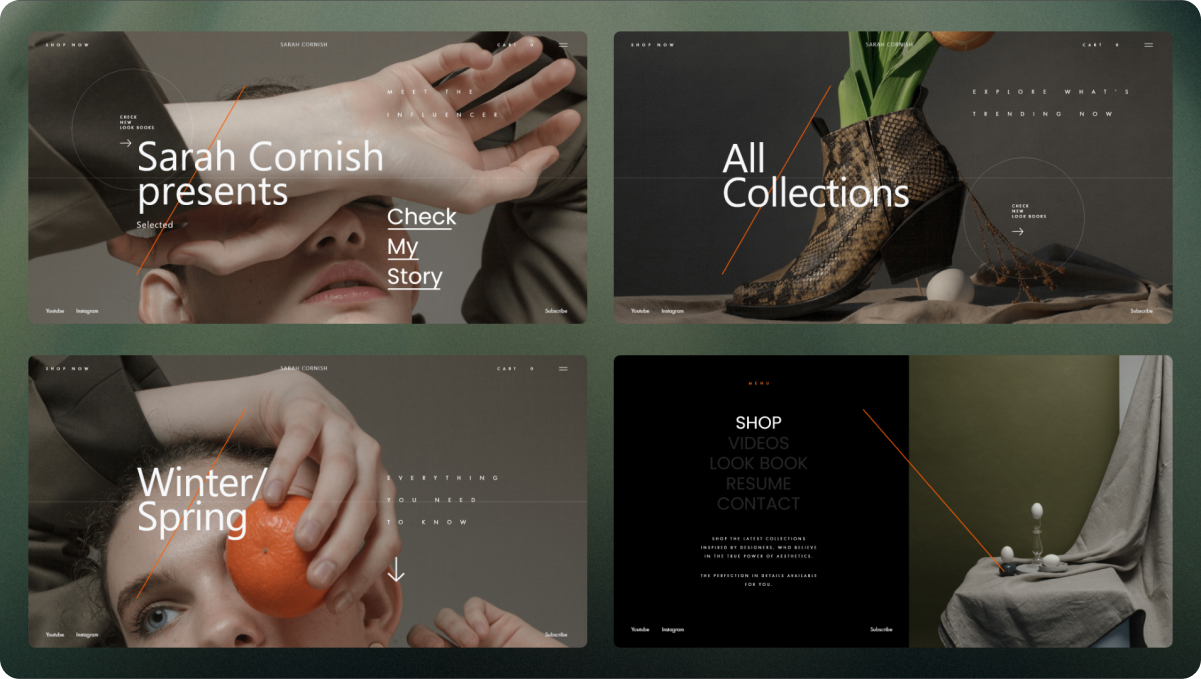 SHOP NOW
SARAH CORNISH
CART 0
MEET THE
INFLUENCER
CHECK
NEW
LOOK BOOKS
Sarah Cornish
presents
Selected
Check
My
Story
Youtube Instagram
Subscribe
SHOP NOW
SARAH CORNISH
CART 0
EXPLORE WHAT'S
TRENDING NOW
All
Collections
CHECK
NEW
LOOK BOOKS
Youtube Instagram
Subscribe
SHOP NOW
SARAH CORNISH
CART 0
Winter/
Spring
EVERYTHING
YOU NEED
TO KNOW
Youtube Instagram
Subscribe
MENU
SHOP
VIDEOS
LOOK BOOK
RESUME
CONTACT
SHOP THE LATEST COLLECTIONS
INSPIRED BY DESIGNERS, WHO BELIEVE
IN THE TRUE POWER OF AESTHETICS.
THE PERFECTION IN DETAILS AVAILABLE
FOR YOU.
Youtube Instagram
Subscribe